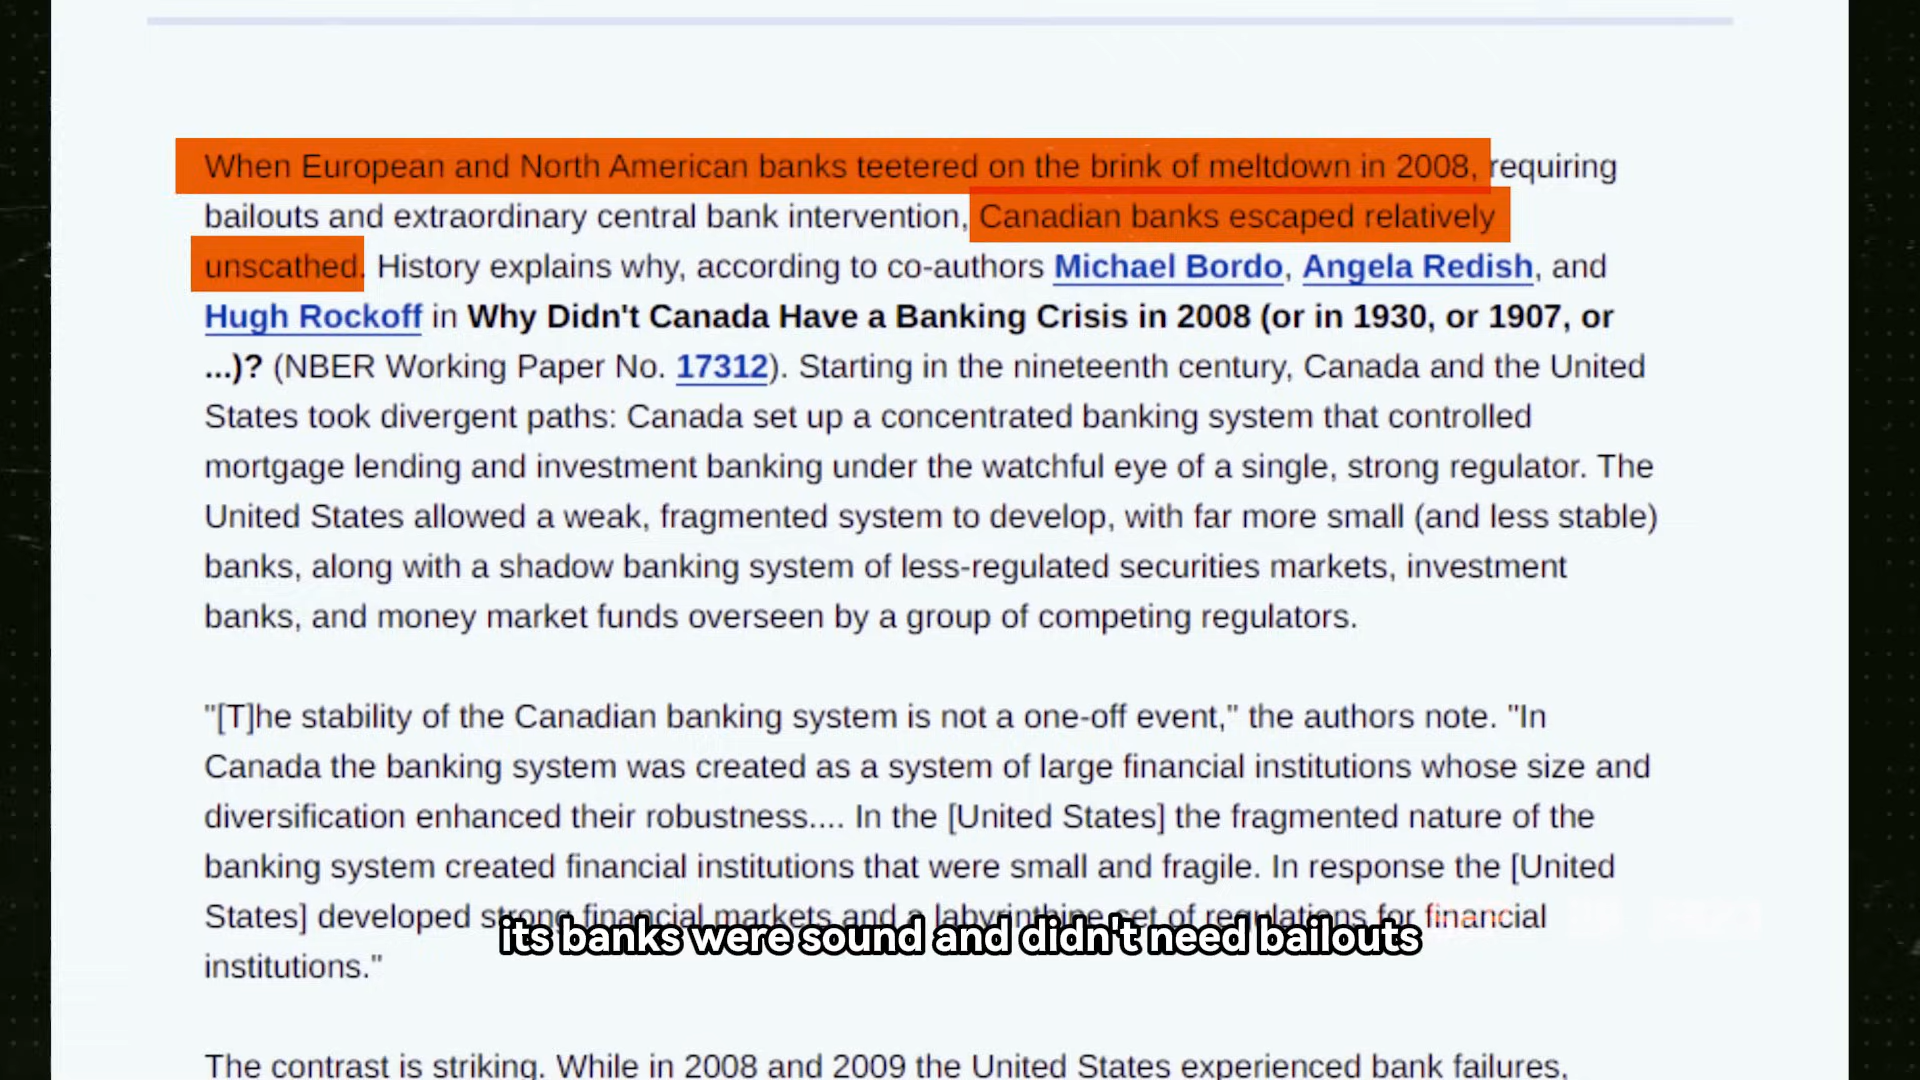 When European and North American banks teetered on the brink of meltdown in 2008, requiring
bailouts and extraordinary central bank intervention, Canadian banks escaped relatively
unscathed. History explains why, according to co-authors Michael Bordo, Angela Redish, and
Hugh Rockoff in Why Didn't Canada Have a Banking Crisis in 2008 (or in 1930, or 1907, or
...)? (NBER Working Paper No. 17312). Starting in the nineteenth century, Canada and the United
States took divergent paths: Canada set up a concentrated banking system that controlled
mortgage lending and investment banking under the watchful eye of a single, strong regulator. The
United States allowed a weak, fragmented system to develop, with far more small (and less stable)
banks, along with a shadow banking system of less-regulated securities markets, investment
banks, and money market funds overseen by a group of competing regulators.
"[T]he stability of the Canadian banking system is not a one-off event," the authors note. "In
Canada the banking system was created as a system of large financial institutions whose size and
diversification enhanced their robustness.... In the [United States] the fragmented nature of the
banking system created financial institutions that were small and fragile. In response the [United
States] developed strong financial markets and a labyrinthine set of regulations for financial
its banks were sound and didn't need bailouts
institutions."
The contrast is striking. While in 2008 and 2009 the United States experienced bank failures,